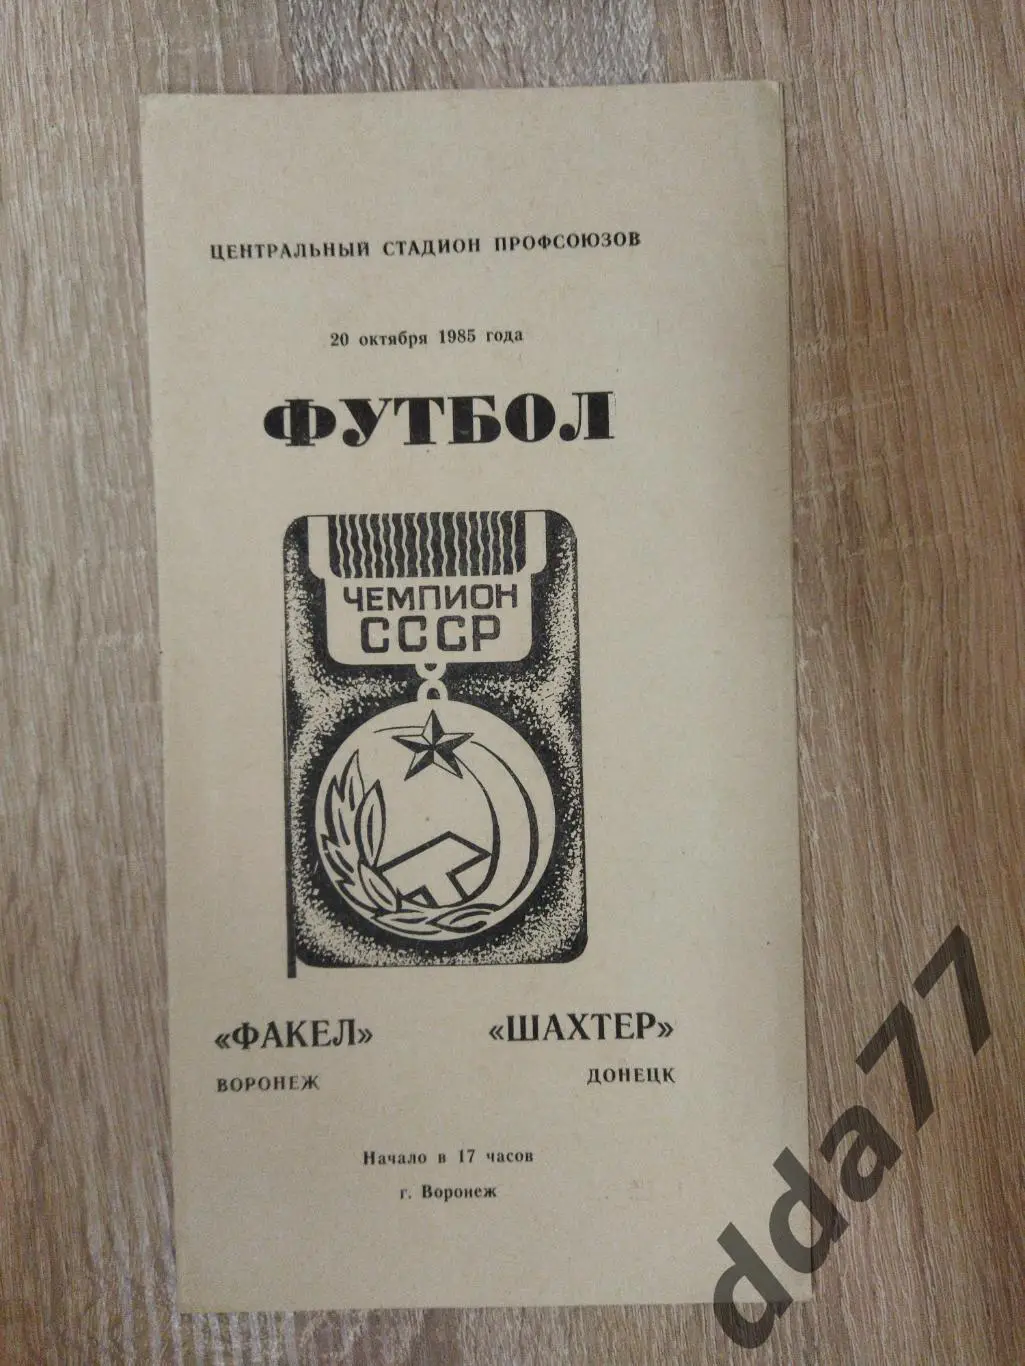 ЦЕНТРАЛЬНЫЙ СТАДИОН ПРОФСОЮЗОВ
20 октября 1985 года
ФУТБОЛ
ЧЕМПИОН
СССР
«ФАКЕЛ» «ШАХТЕР»
ВОРОНЕЖ ДОНЕЦК
Начало в 17 часов
г. Воронеж
dda77